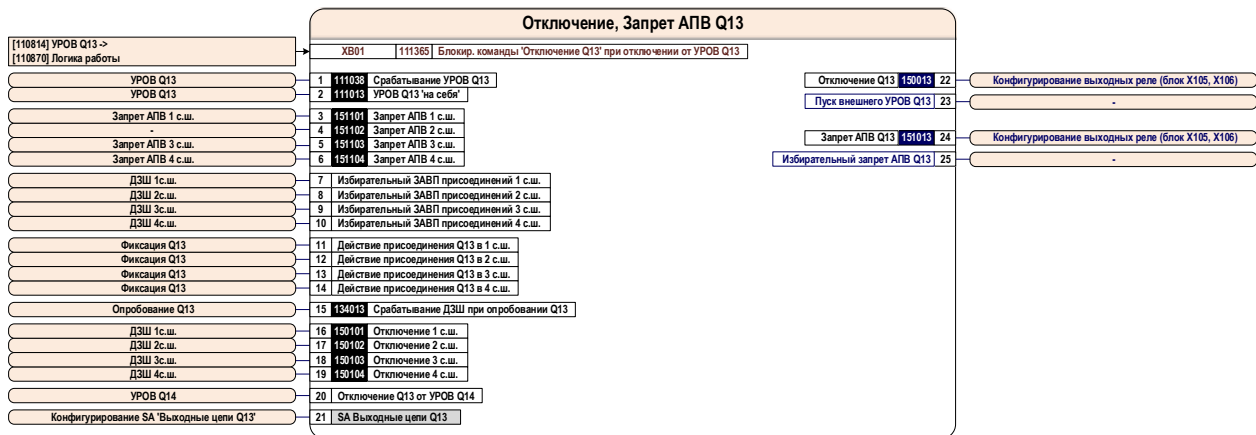 Отключение, Запрет АПВ Q13
[110814] УРОВ Q13 ->
[110870] Логика работы
XB01 111365 Блокир. команды 'Отключение Q13' при отключении от УРОВ Q13
УРОВ Q13 1 111038 Срабатывание УРОВ Q13
УРОВ Q13 2 111013 УРОВ Q13 'на себя'
Запрет АПВ 1 с.ш. 3 151101 Запрет АПВ 1 с.ш.
- 4 151102 Запрет АПВ 2 с.ш.
Запрет АПВ 3 с.ш. 5 151103 Запрет АПВ 3 с.ш.
Запрет АПВ 4 с.ш. 6 151104 Запрет АПВ 4 с.ш.
ДЗШ 1с.ш. 7 Избирательный ЗАВП присоединений 1 с.ш.
ДЗШ 2с.ш. 8 Избирательный ЗАВП присоединений 2 с.ш.
ДЗШ 3с.ш. 9 Избирательный ЗАВП присоединений 3 с.ш.
ДЗШ 4с.ш. 10 Избирательный ЗАВП присоединений 4 с.ш.
Фиксация Q13 11 Действие присоединения Q13 в 1 с.ш.
Фиксация Q13 12 Действие присоединения Q13 в 2 с.ш.
Фиксация Q13 13 Действие присоединения Q13 в 3 с.ш.
Фиксация Q13 14 Действие присоединения Q13 в 4 с.ш.
Опробование Q13 15 134013 Срабатывание ДЗШ при опробовании Q13
ДЗШ 1с.ш. 16 150101 Отключение 1 с.ш.
ДЗШ 2с.ш. 17 150102 Отключение 2 с.ш.
ДЗШ 3с.ш. 18 150103 Отключение 3 с.ш.
ДЗШ 4с.ш. 19 150104 Отключение 4 с.ш.
УРОВ Q14 20 Отключение Q13 от УРОВ Q14
Конфигурирование SA 'Выходные цепи Q13' 21 SA Выходные цепи Q13
Отключение Q13 150013 22 Конфигурирование выходных реле (блок X105, X106)
Пуск внешнего УРОВ Q13 23 -
Запрет АПВ Q13 151013 24 Конфигурирование выходных реле (блок X105, X106)
Избирательный запрет АПВ Q13 25 -